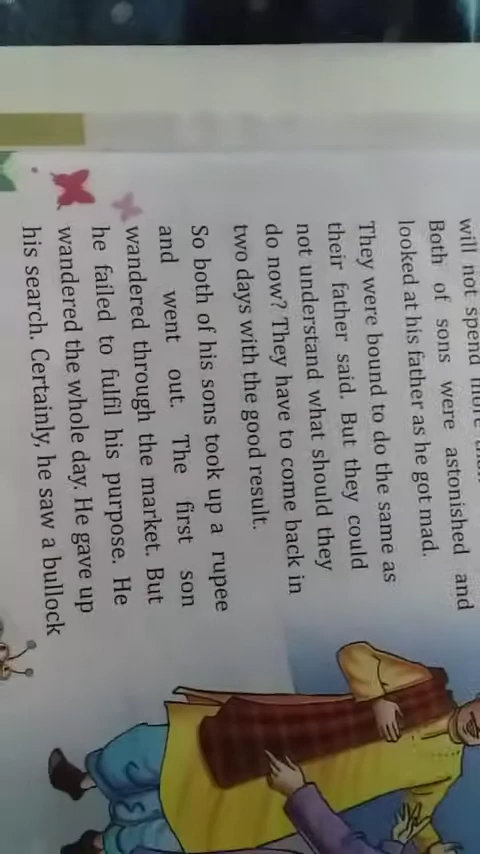 will not spend more than
Both of sons were astonished and
looked at his father as he got mad.
They were bound to do the same as
their father said. But they could
not understand what should they
do now? They have to come back in
two days with the good result.
So both of his sons took up a rupee
and went out. The first son
wandered through the market. But
he failed to fulfil his purpose. He
wandered the whole day. He gave up
his search. Certainly, he saw a bullock